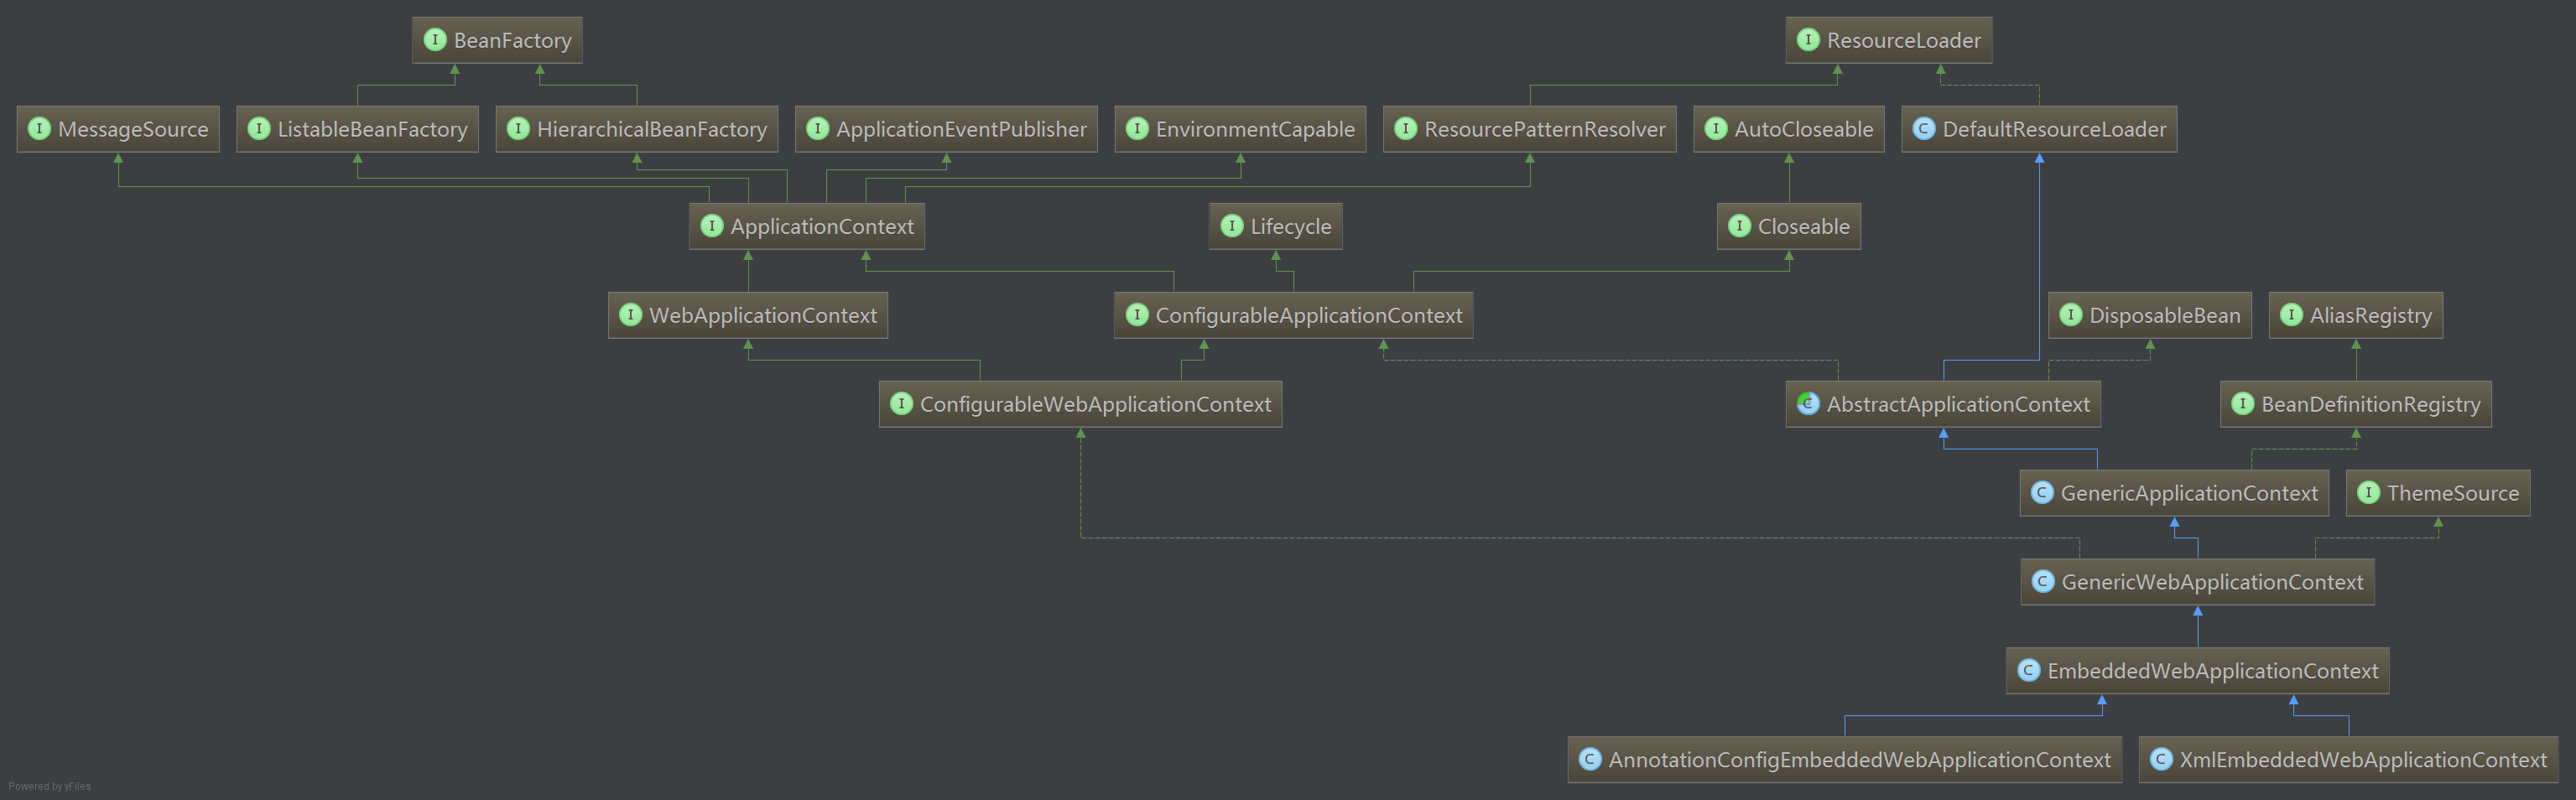 BeanFactory
ResourceLoader
MessageSource
ListableBeanFactory
HierarchicalBeanFactory
ApplicationEventPublisher
EnvironmentCapable
ResourcePatternResolver
AutoCloseable
DefaultResourceLoader
ApplicationContext
Lifecycle
Closeable
WebApplicationContext
ConfigurableApplicationContext
DisposableBean
AliasRegistry
ConfigurableWebApplicationContext
AbstractApplicationContext
BeanDefinitionRegistry
GenericApplicationContext
ThemeSource
GenericWebApplicationContext
EmbeddedWebApplicationContext
AnnotationConfigEmbeddedWebApplicationContext
XmlEmbeddedWebApplicationContext
Powered by yFiles